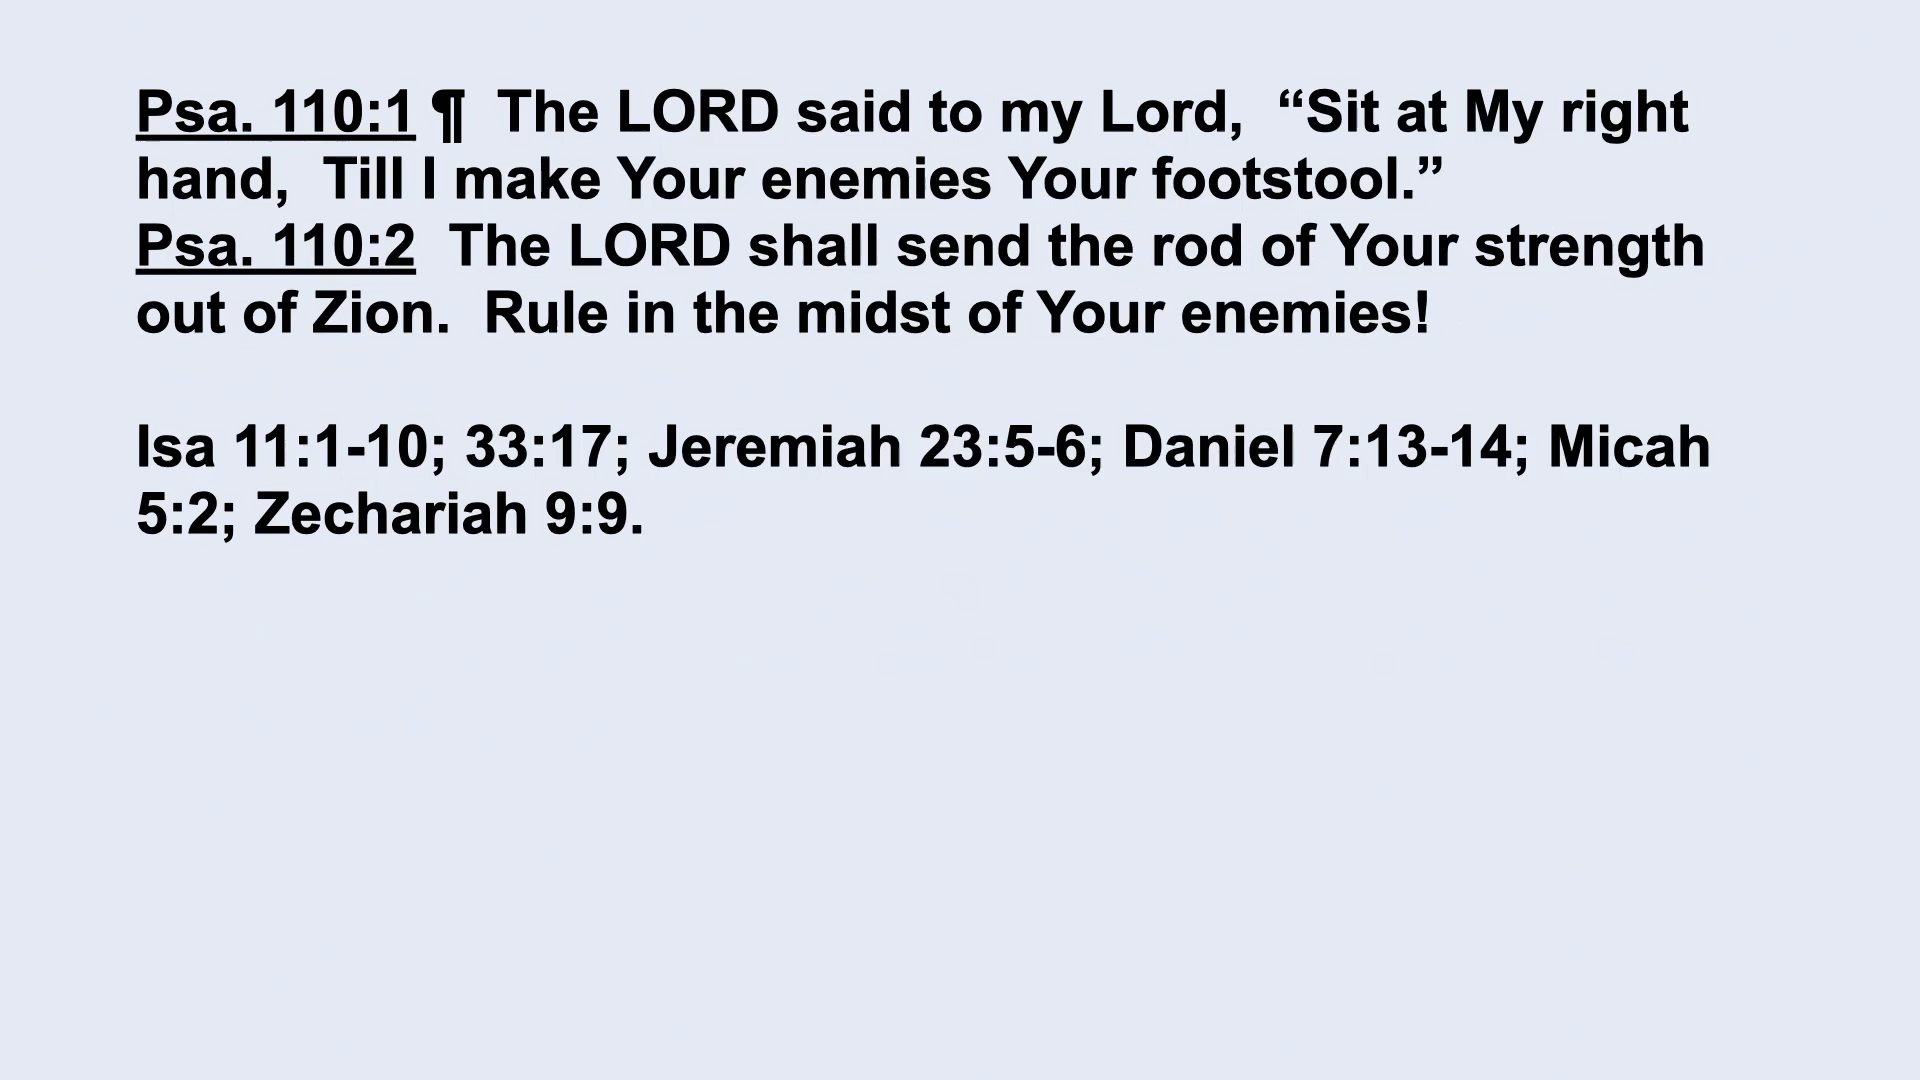 Psa. 110:1 ¶  The LORD said to my Lord,  “Sit at My right
hand,  Till I make Your enemies Your footstool.”
Psa. 110:2  The LORD shall send the rod of Your strength
out of Zion.  Rule in the midst of Your enemies!
Isa 11:1-10; 33:17; Jeremiah 23:5-6; Daniel 7:13-14; Micah
5:2; Zechariah 9:9.